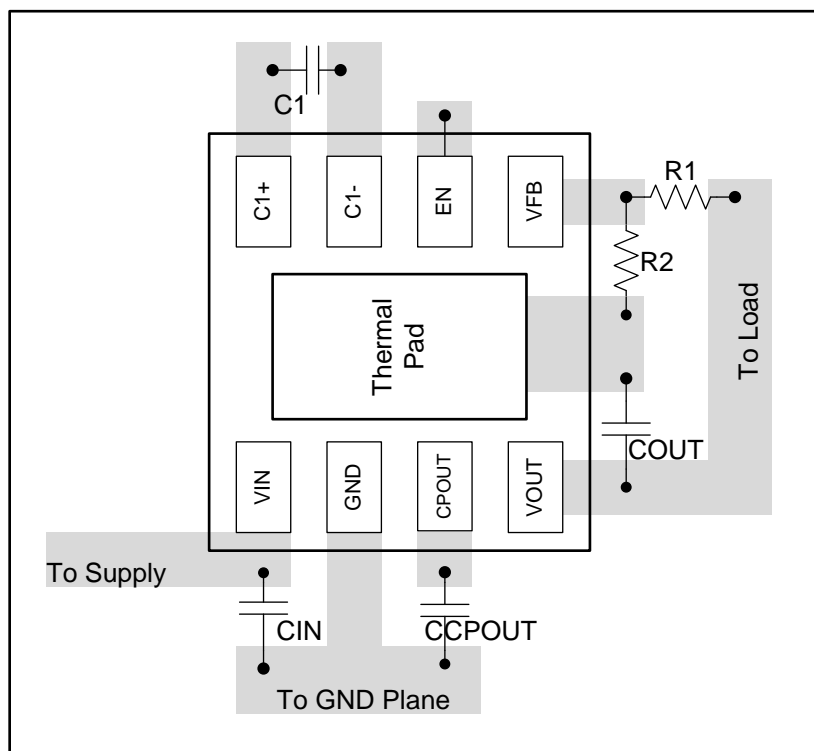 C1
C1+
C1-
EN
VFB
R1
R2
Thermal
Pad
To Load
COUT
VIN
GND
CPOUT
VOUT
To Supply
CIN
CCPOUT
To GND Plane